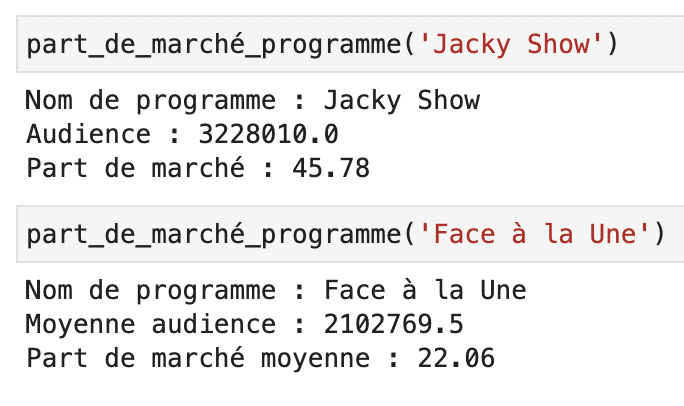 part_de_marché_programme('Jacky Show')
Nom de programme : Jacky Show
Audience : 3228010.0
Part de marché : 45.78
part_de_marché_programme('Face à la Une')
Nom de programme : Face à la Une
Moyenne audience : 2102769.5
Part de marché moyenne : 22.06